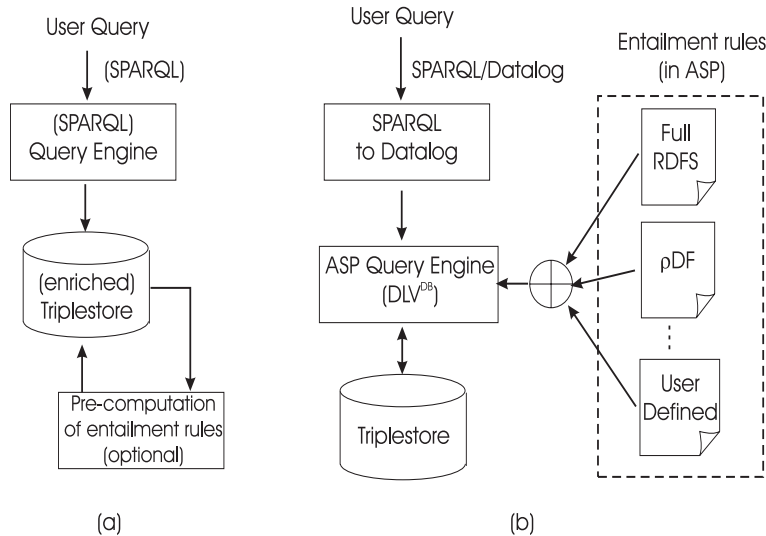 User Query
(SPARQL)
(SPARQL)
Query Engine
(enriched)
Triplestore
Pre-computation
of entailment rules
(optional)
(a)
User Query
SPARQL/Datalog
SPARQL
to Datalog
ASP Query Engine
(DLV^DB)
Triplestore
Entailment rules
(in ASP)
Full
RDFS
ρDF
User
Defined
(b)